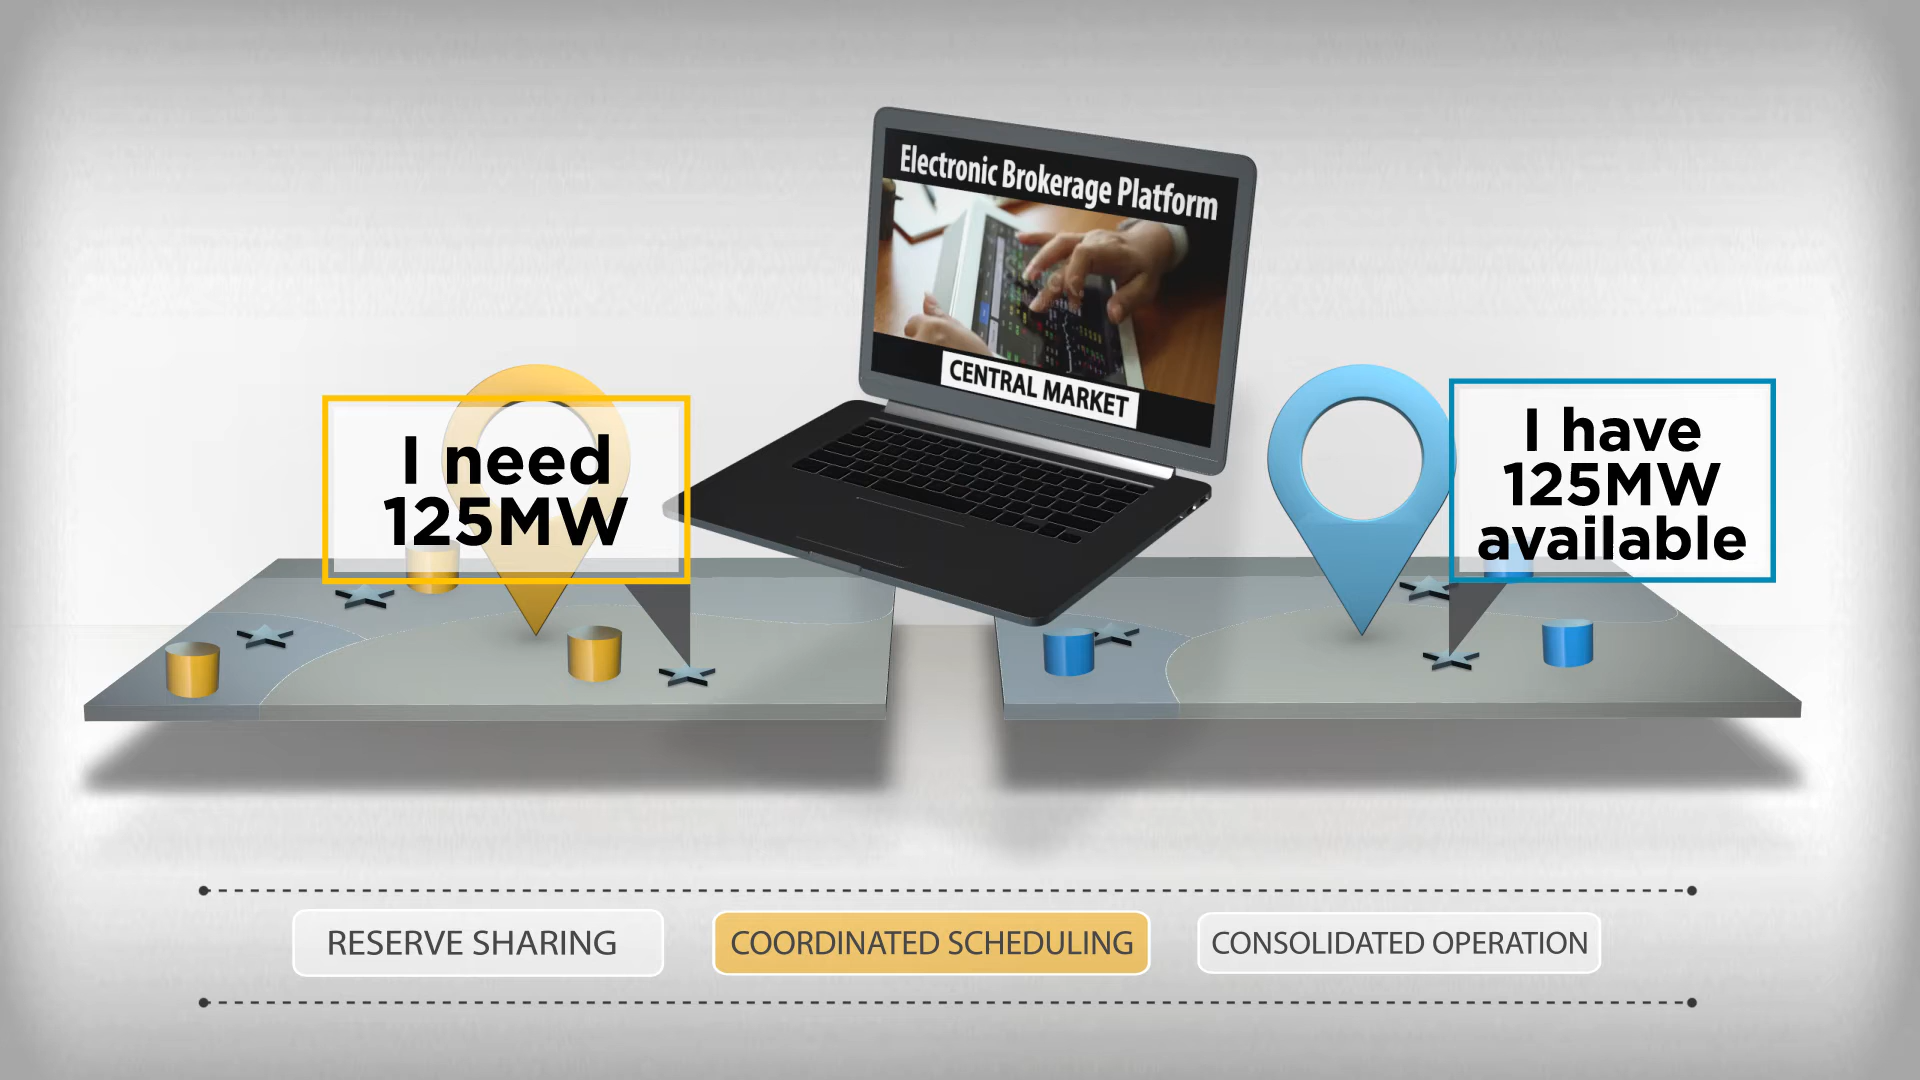 Electronic Brokerage Platform
CENTRAL MARKET
I need
125MW
I have
125MW
available
RESERVE SHARING
COORDINATED SCHEDULING
CONSOLIDATED OPERATION